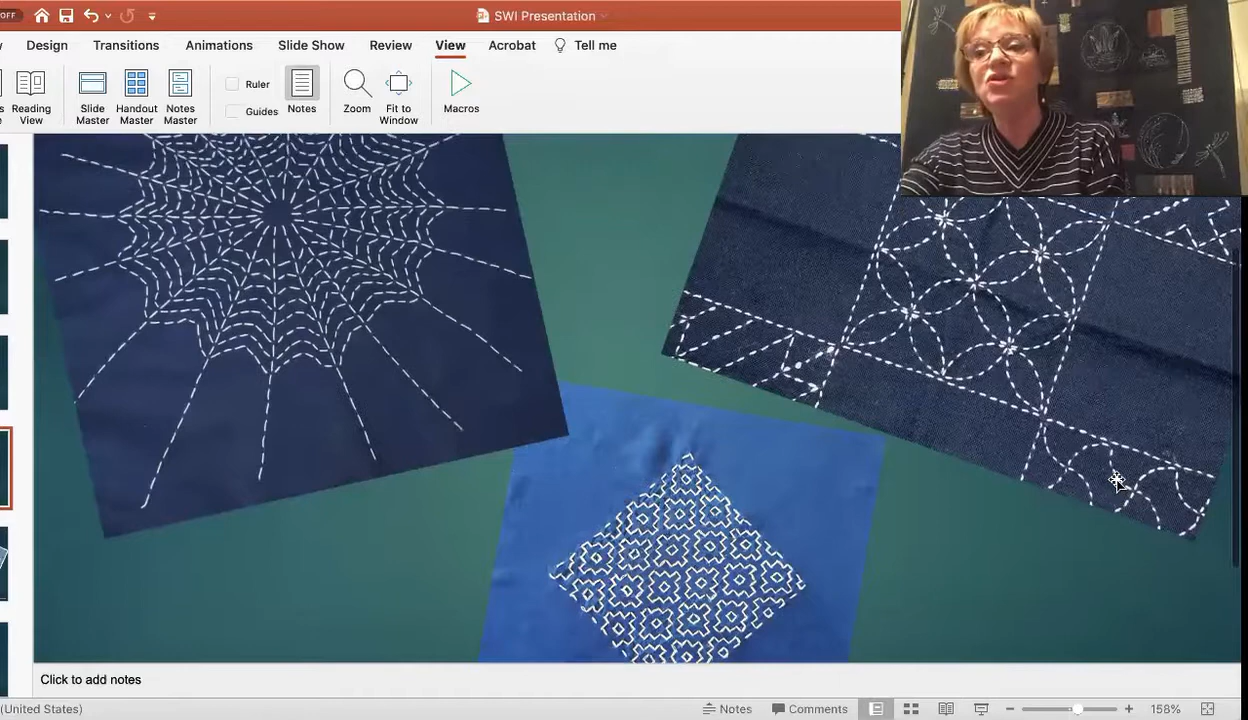 OFF
SWI Presentation
Design Transitions Animations Slide Show Review View Acrobat Tell me
Reading View
Slide Master
Handout Master
Notes Master
Ruler
Guides
Notes
Zoom
Fit to Window
Macros
Click to add notes
(United States)
Notes Comments 158%